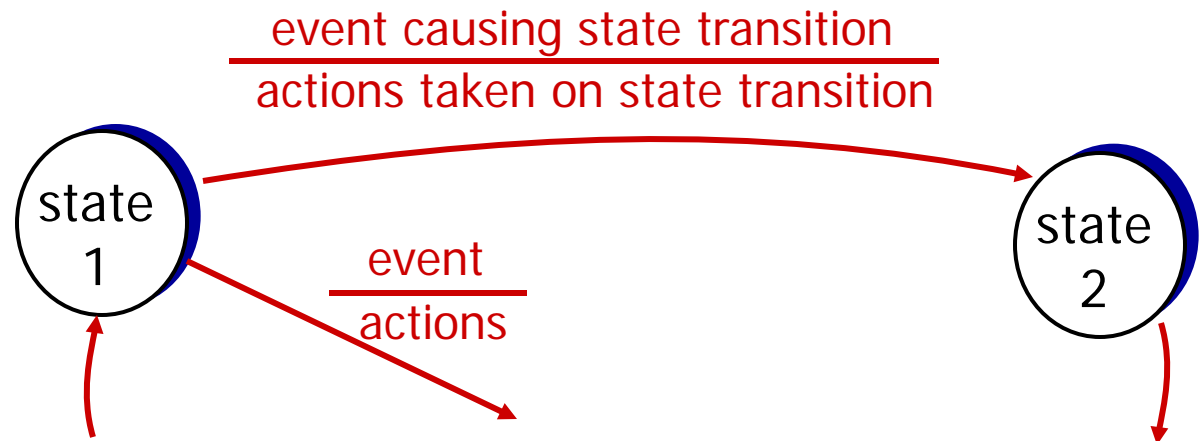 event causing state transition
actions taken on state transition
state
1
event
actions
state
2